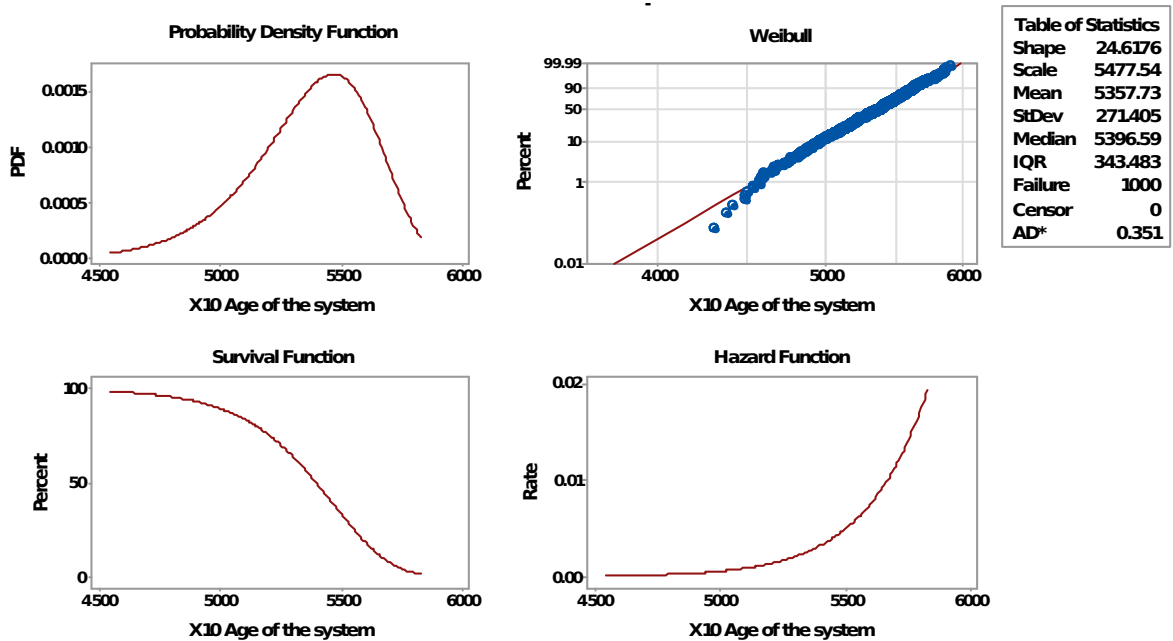 -
Probability Density Function
PDF
0.0015
0.0010
0.0005
0.0000
4500 5000 5500 6000
X10 Age of the system
Weibull
Percent
99.99
90
50
10
1
0.01
4000 5000 6000
X10 Age of the system
Table of Statistics
Shape 24.6176
Scale 5477.54
Mean 5357.73
StDev 271.405
Median 5396.59
IQR 343.483
Failure 1000
Censor 0
AD* 0.351
Survival Function
Percent
100
50
0
4500 5000 5500 6000
X10 Age of the system
Hazard Function
Rate
0.02
0.01
0.00
4500 5000 5500 6000
X10 Age of the system